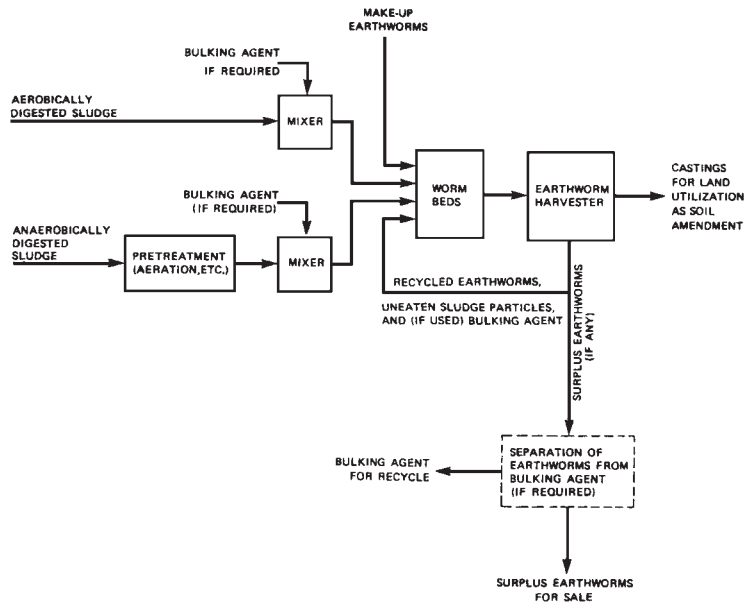 MAKE-UP
EARTHWORMS
BULKING AGENT
IF REQUIRED
AEROBICALLY
DIGESTED SLUDGE
MIXER
BULKING AGENT
(IF REQUIRED)
ANAEROBICALLY
DIGESTED
SLUDGE
PRETREATMENT
(AERATION,ETC.)
MIXER
WORM
BEDS
EARTHWORM
HARVESTER
CASTINGS
FOR LAND
UTILIZATION
AS SOIL
AMENDMENT
RECYCLED EARTHWORMS,
UNEATEN SLUDGE PARTICLES,
AND (IF USED) BULKING AGENT
SURPLUS EARTHWORMS
(IF ANY)
SEPARATION OF
EARTHWORMS FROM
BULKING AGENT
(IF REQUIRED)
BULKING AGENT
FOR RECYCLE
SURPLUS EARTHWORMS
FOR SALE